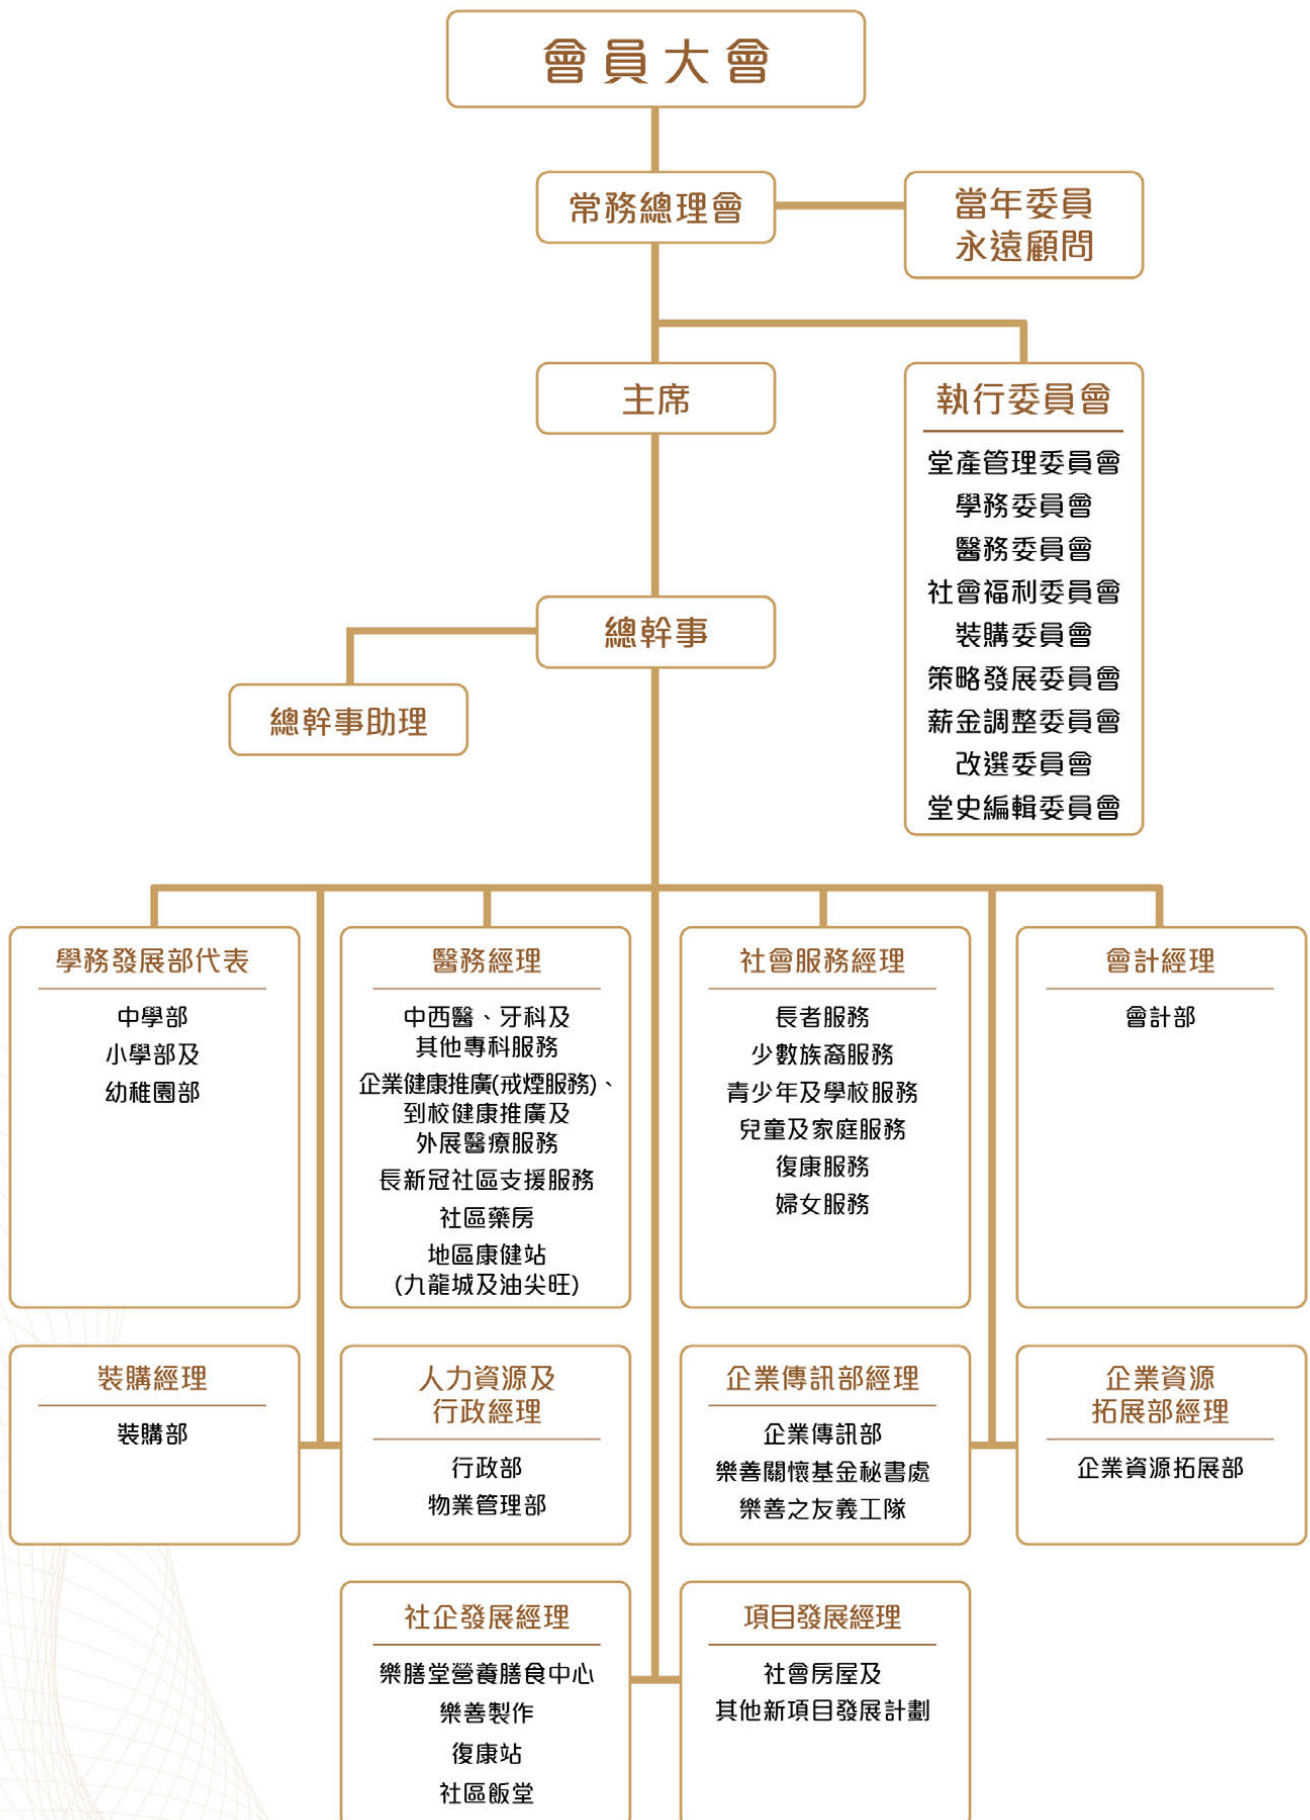 會員大會
常務總理會
當年委員
永遠顧問
主席
執行委員會
堂產管理委員會
學務委員會
醫務委員會
社會福利委員會
裝購委員會
策略發展委員會
薪金調整委員會
改選委員會
堂史編輯委員會
總幹事
總幹事助理
學務發展部代表
中學部
小學部及
幼稚園部
醫務經理
中西醫、牙科及
其他專科服務
企業健康推廣(戒煙服務)、
到校健康推廣及
外展醫療服務
長新冠社區支援服務
社區藥房
地區康健站
(九龍城及油尖旺)
社會服務經理
長者服務
少數族裔服務
青少年及學校服務
兒童及家庭服務
復康服務
婦女服務
會計經理
會計部
裝購經理
裝購部
人力資源及
行政經理
行政部
物業管理部
企業傳訊部經理
企業傳訊部
樂善關懷基金秘書處
樂善之友義工隊
企業資源
拓展部經理
企業資源拓展部
社企發展經理
樂膳堂營養膳食中心
樂善製作
復康站
社區飯堂
項目發展經理
社會房屋及
其他新項目發展計劃